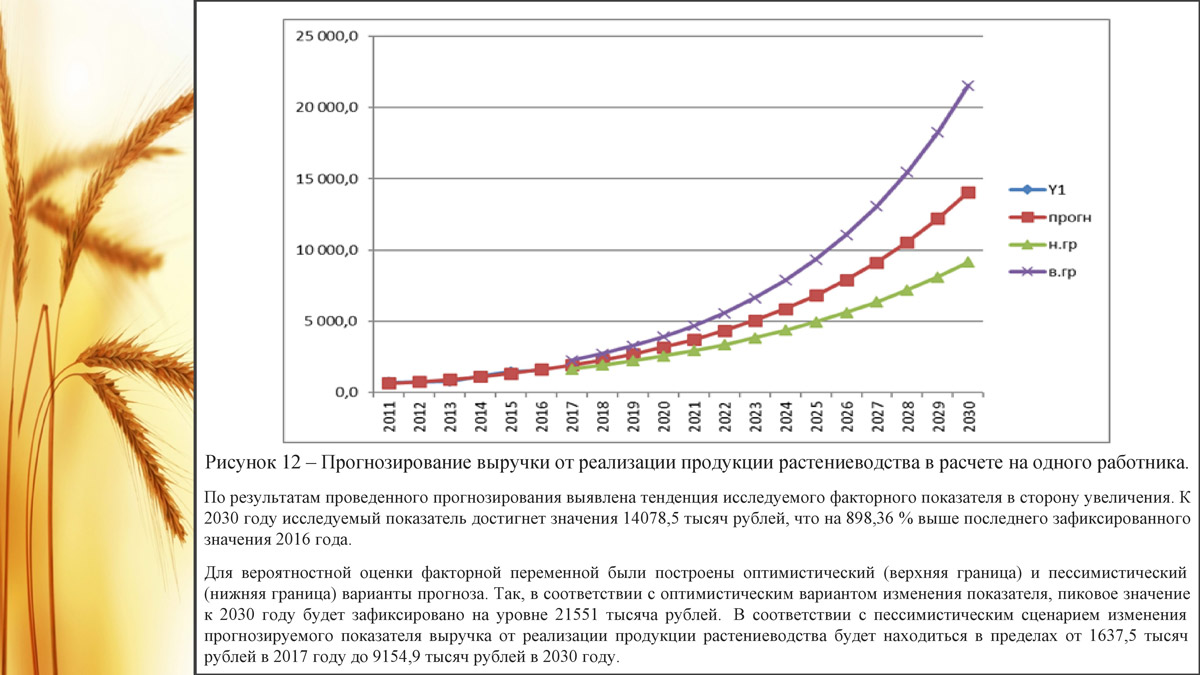 25 000,0
20 000,0
15 000,0
10 000,0
5 000,0
0,0
2011 2012 2013 2014 2015 2016 2017 2018 2019 2020 2021 2022 2023 2024 2025 2026 2027 2028 2029 2030
Y1
прогн
н.гр
в.гр
Рисунок 12 – Прогнозирование выручки от реализации продукции растениеводства в расчете на одного работника.
По результатам проведенного прогнозирования выявлена тенденция исследуемого факторного показателя в сторону увеличения. К
2030 году исследуемый показатель достигнет значения 14078,5 тысяч рублей, что на 898,36 % выше последнего зафиксированного
значения 2016 года.
Для вероятностной оценки факторной переменной были построены оптимистический (верхняя граница) и пессимистический
(нижняя граница) варианты прогноза. Так, в соответствии с оптимистическим вариантом изменения показателя, пиковое значение
к 2030 году будет зафиксировано на уровне 21551 тысяча рублей. В соответствии с пессимистическим сценарием изменения
прогнозируемого показателя выручка от реализации продукции растениеводства будет находиться в пределах от 1637,5 тысяч
рублей в 2017 году до 9154,9 тысяч рублей в 2030 году.